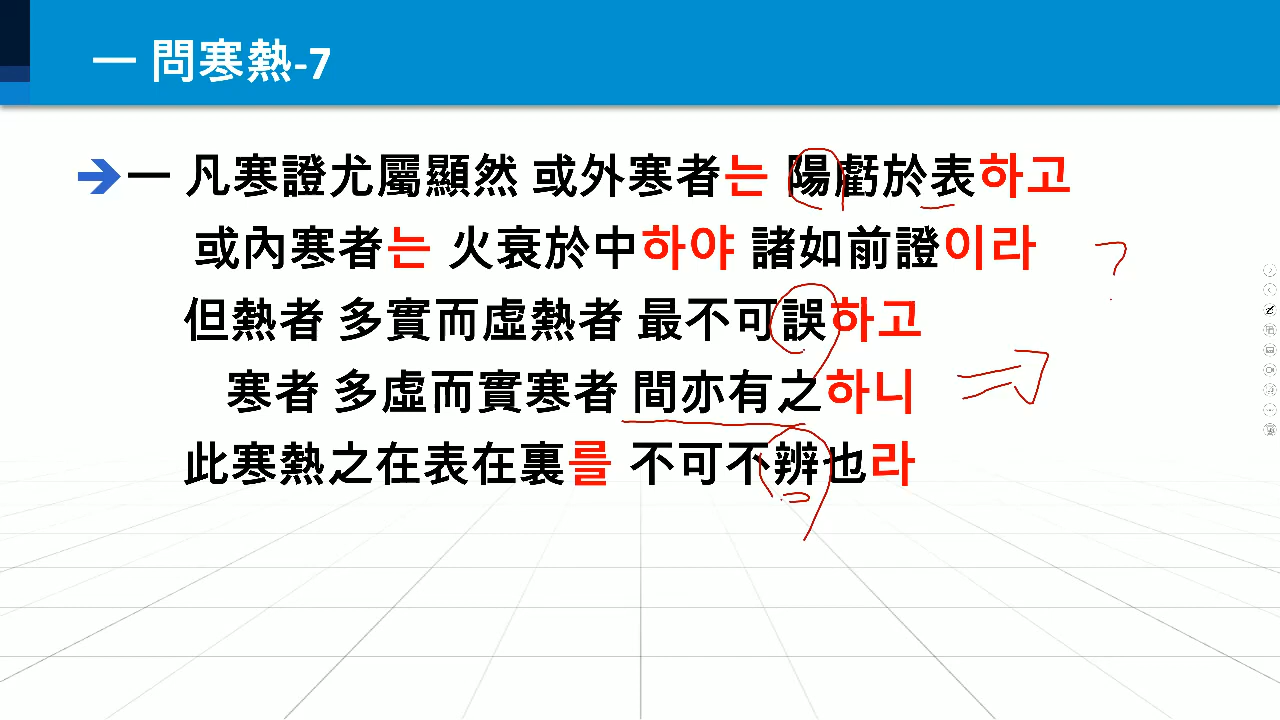 一 問寒熱-7
一 凡寒證尤屬顯然 或外寒者는 陽虧於表하고
或內寒者는 火衰於中하야 諸如前證이라
但熱者 多實而虛熱者 最不可誤하고
寒者 多虛而實寒者 間亦有之하니
此寒熱之在表在裏를 不可不辨也라